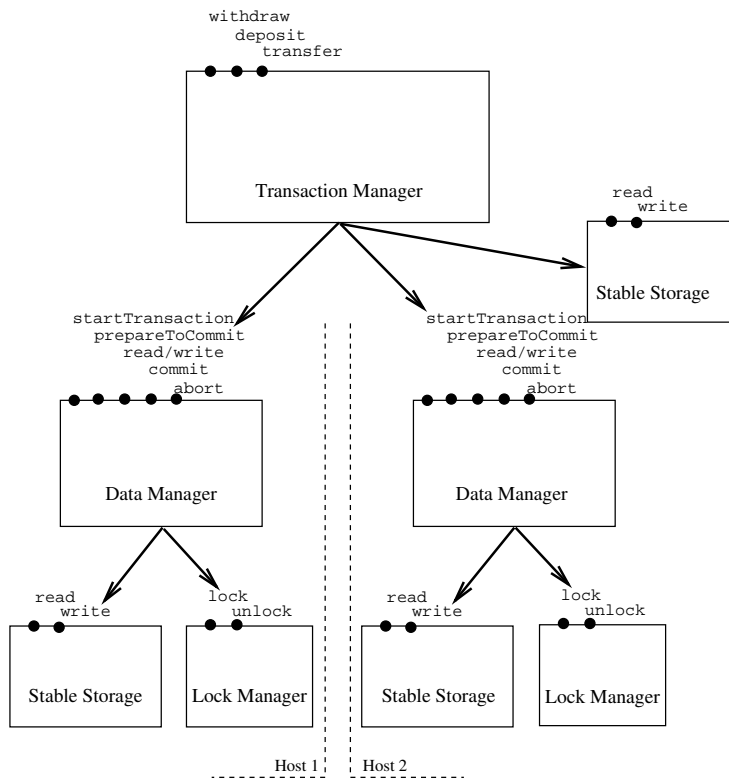 withdraw
deposit
transfer
Transaction Manager
read
write
Stable Storage
startTransaction
prepareToCommit
read/write
commit
abort
Data Manager
startTransaction
prepareToCommit
read/write
commit
abort
Data Manager
read
write
Stable Storage
lock
unlock
Lock Manager
read
write
Stable Storage
lock
unlock
Lock Manager
Host 1
Host 2